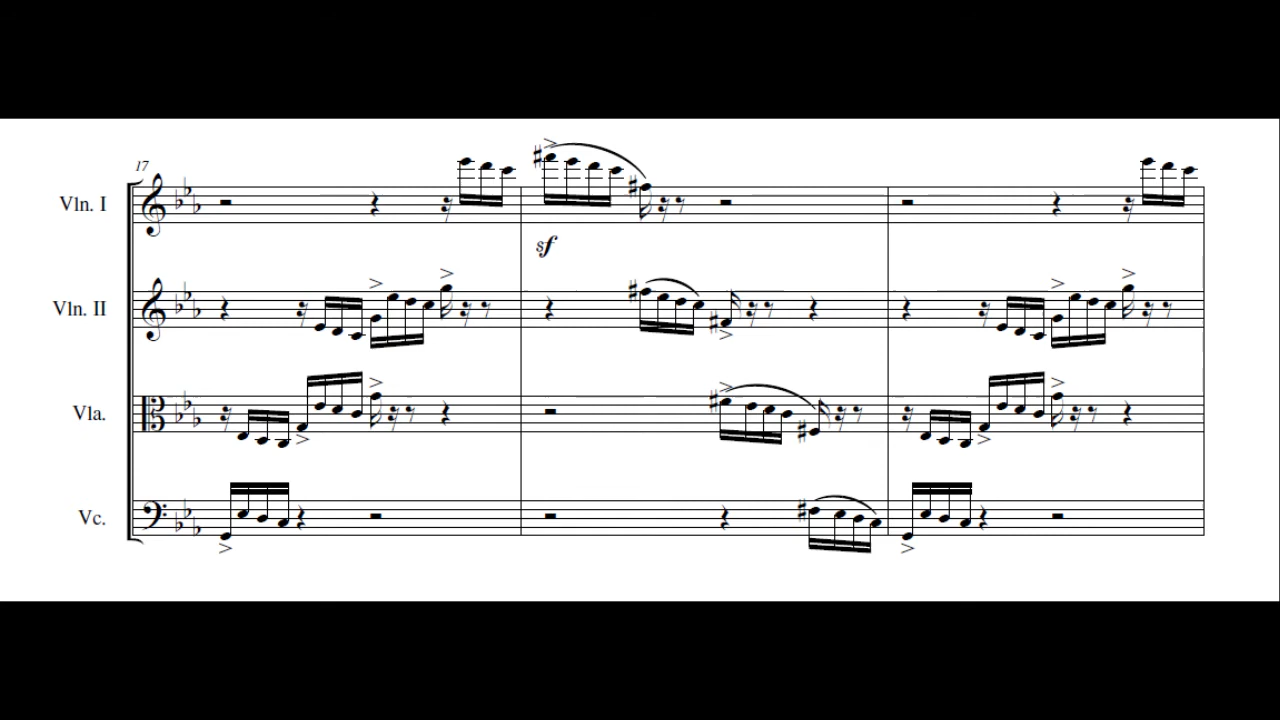 17
Vln. I
sf
Vln. II
Vla.
Vc.